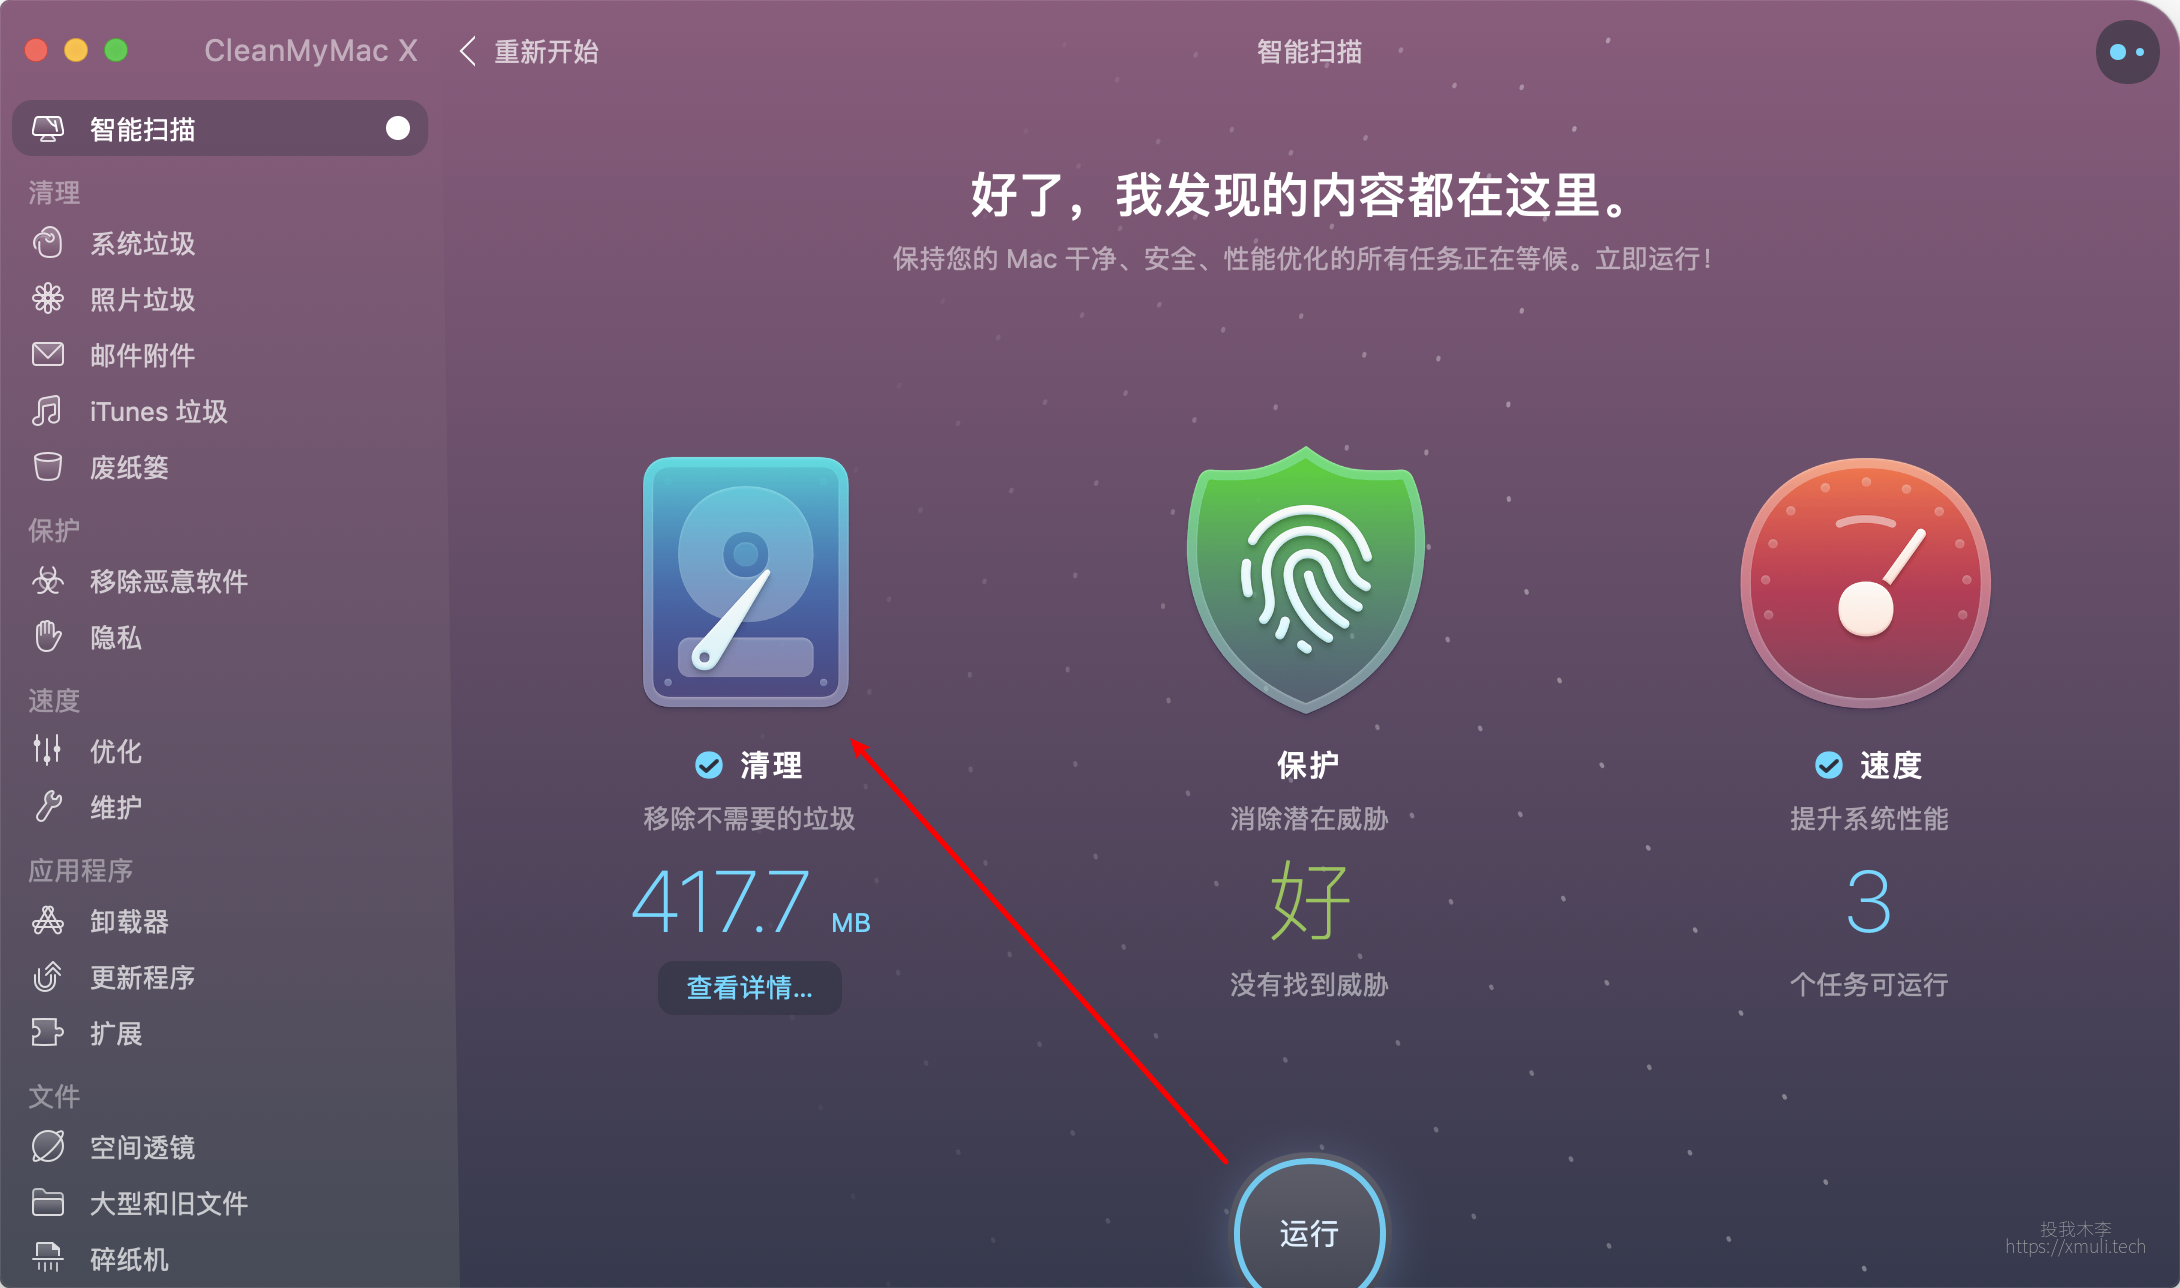 CleanMyMac X
重新开始
智能扫描
智能扫描
清理
系统垃圾
照片垃圾
邮件附件
iTunes 垃圾
废纸篓
保护
移除恶意软件
隐私
速度
优化
维护
应用程序
卸载器
更新程序
扩展
文件
空间透镜
大型和旧文件
碎纸机
好了，我发现的内容都在这里。
保持您的 Mac 干净、安全、性能优化的所有任务正在等候。立即运行！
清理
移除不需要的垃圾
417.7 MB
查看详情...
保护
消除潜在威胁
好
没有找到威胁
速度
提升系统性能
3
个任务可运行
运行
投我木李
https://xmuli.tech